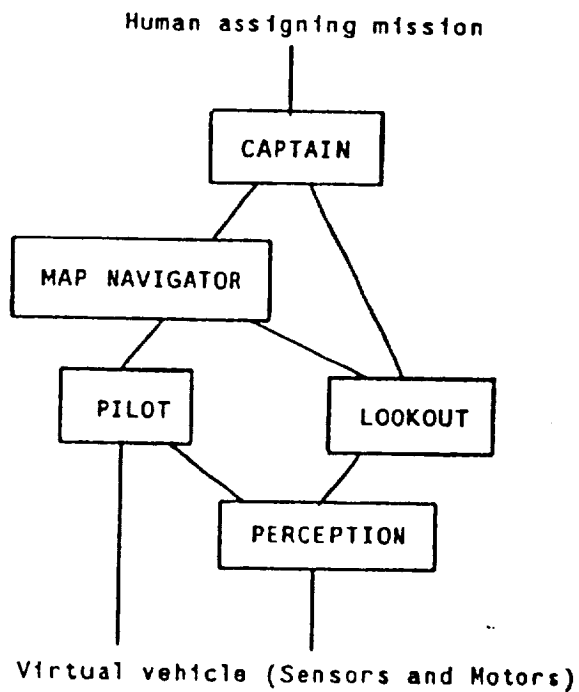 Human assigning mission
CAPTAIN
MAP NAVIGATOR
PILOT
LOOKOUT
PERCEPTION
Virtual vehicle (Sensors and Motors)